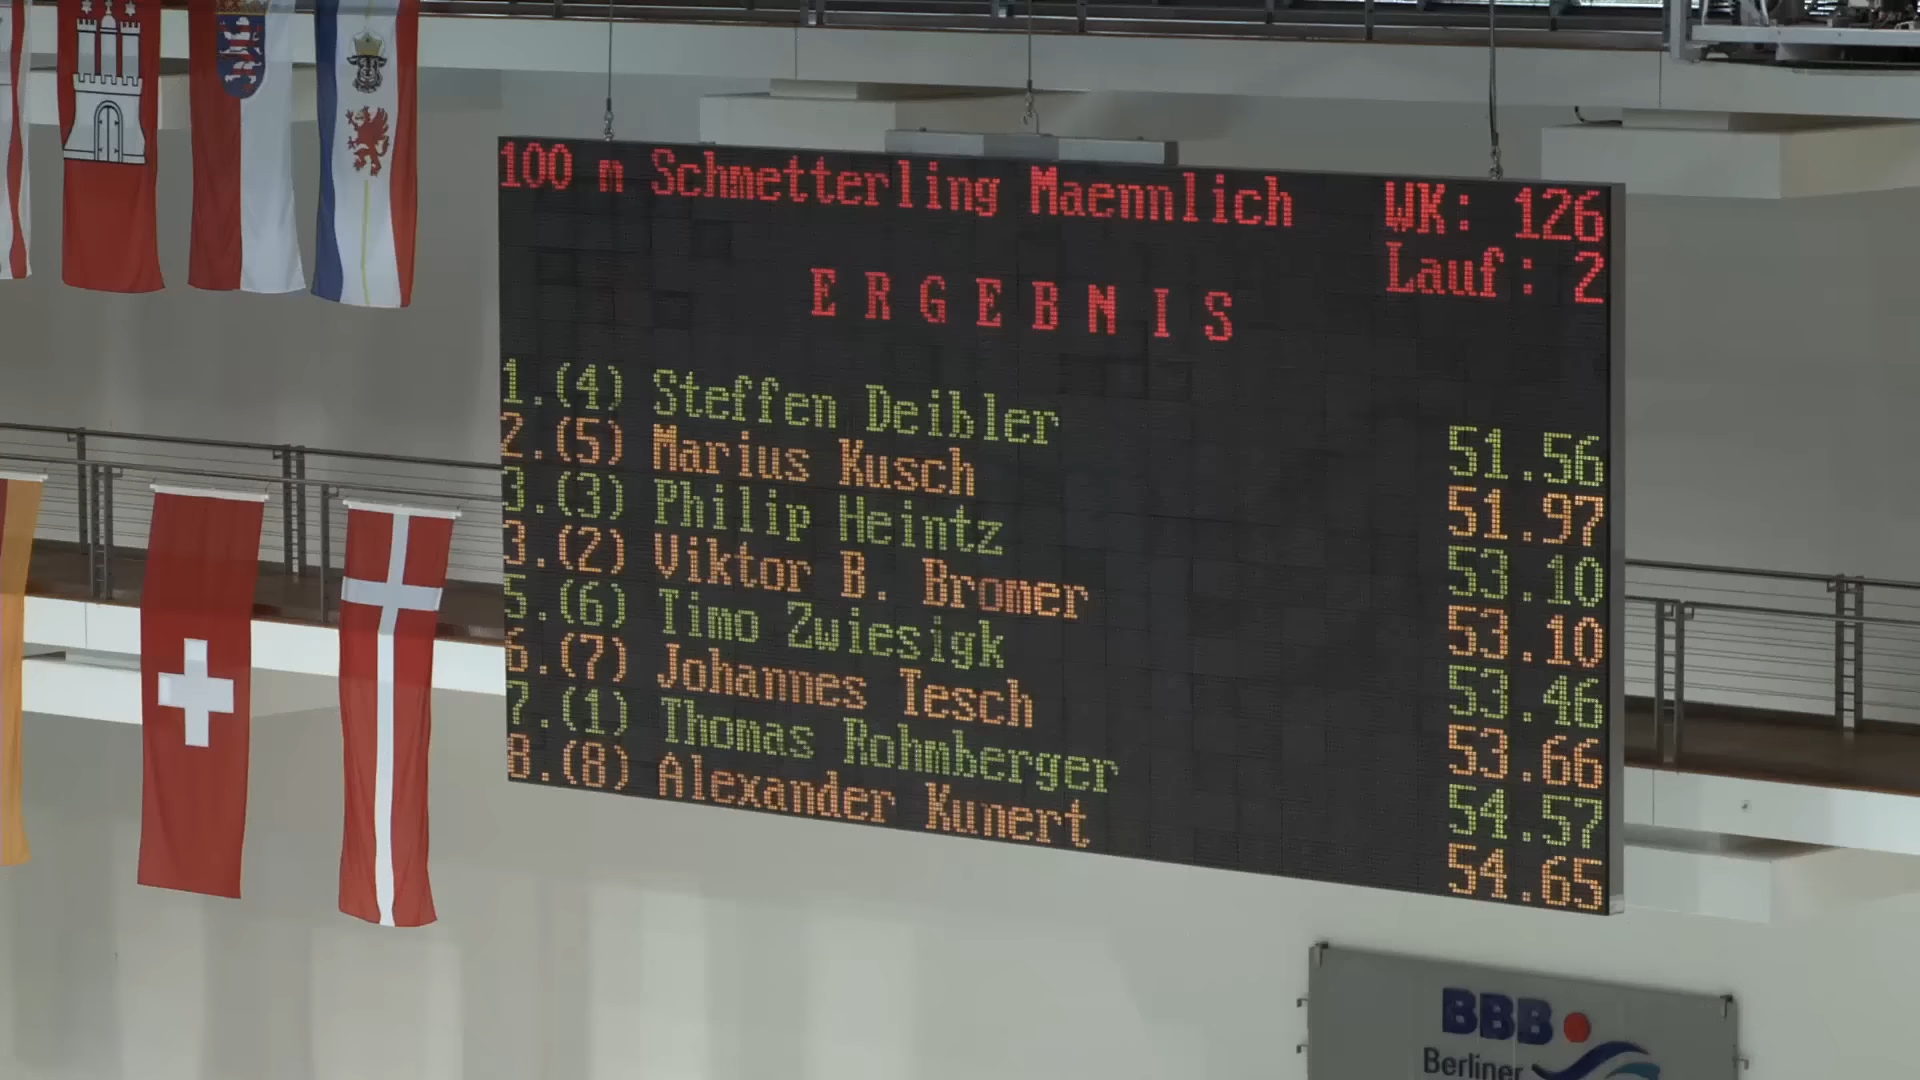 100 m Schmetterling Maennlich WK: 126
Lauf: 2
ERGEBNIS
1.(4) Steffen Deibler 51.56
2.(5) Marius Kusch 51.97
3.(3) Philip Heintz 53.10
3.(2) Viktor B. Bromer 53.10
5.(6) Timo Zwiesigk 53.46
6.(7) Johannes Tesch 53.66
7.(1) Thomas Rohmberger 54.57
8.(8) Alexander Kunert 54.65
BBB
Berliner